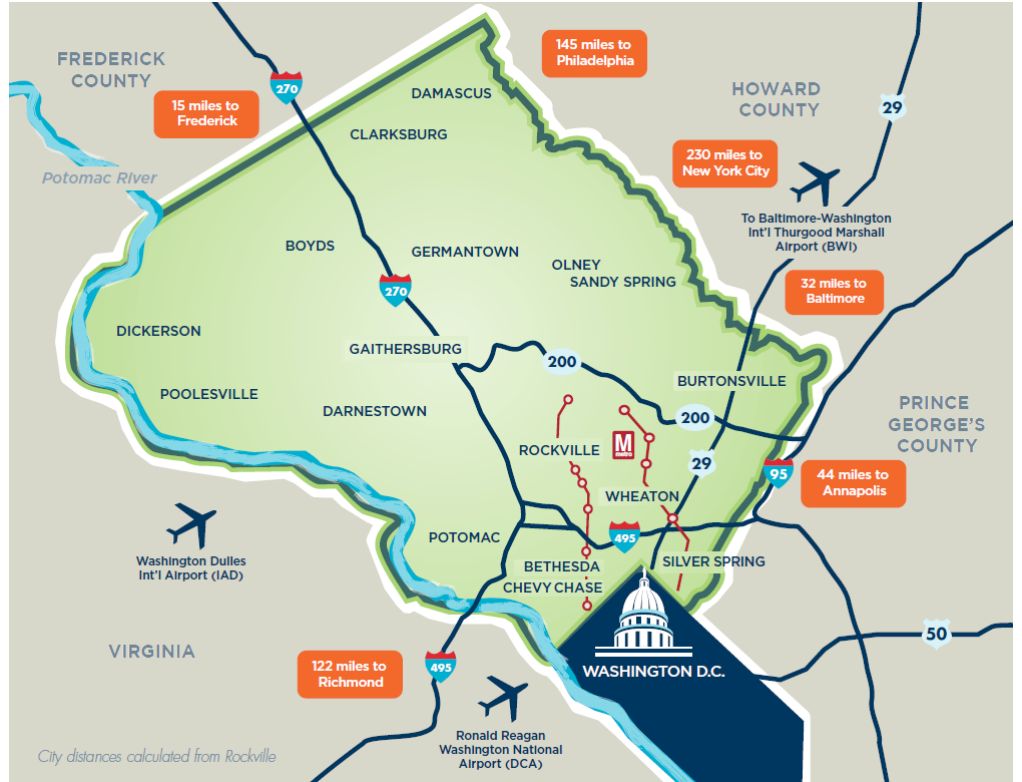 145 miles to
Philadelphia
FREDERICK
COUNTY
270
DAMASCUS
HOWARD
COUNTY
29
15 miles to
Frederick
CLARKSBURG
230 miles to
New York City
Potomac River
To Baltimore-Washington
Int'l Thurgood Marshall
Airport (BWI)
BOYDS
GERMANTOWN
OLNEY
SANDY SPRING
270
32 miles to
Baltimore
DICKERSON
GAITHERSBURG
200
BURTONSVILLE
POOLESVILLE
DARNESTOWN
200
PRINCE
GEORGE'S
COUNTY
ROCKVILLE
M
metro
29
95
44 miles to
Annapolis
WHEATON
POTOMAC
495
Washington Dulles
Int'l Airport (IAD)
BETHESDA
CHEVY CHASE
SILVER SPRING
50
VIRGINIA
122 miles to
Richmond
495
WASHINGTON D.C.
Ronald Reagan
Washington National
Airport (DCA)
City distances calculated from Rockville